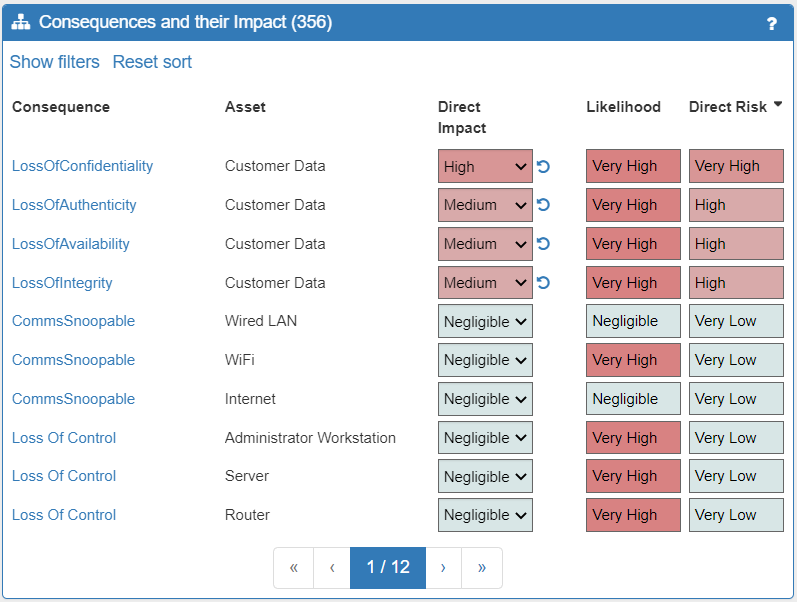 Consequences and their Impact (356) ?
Show filters Reset sort
Consequence Asset Direct Impact Likelihood Direct Risk
LossOfConfidentiality Customer Data High Very High Very High
LossOfAuthenticity Customer Data Medium Very High High
LossOfAvailability Customer Data Medium Very High High
LossOfIntegrity Customer Data Medium Very High High
CommsSnoopable Wired LAN Negligible Negligible Very Low
CommsSnoopable WiFi Negligible Very High Very Low
CommsSnoopable Internet Negligible Negligible Very Low
Loss Of Control Administrator Workstation Negligible Very High Very Low
Loss Of Control Server Negligible Very High Very Low
Loss Of Control Router Negligible Very High Very Low
« ‹ 1 / 12 › »